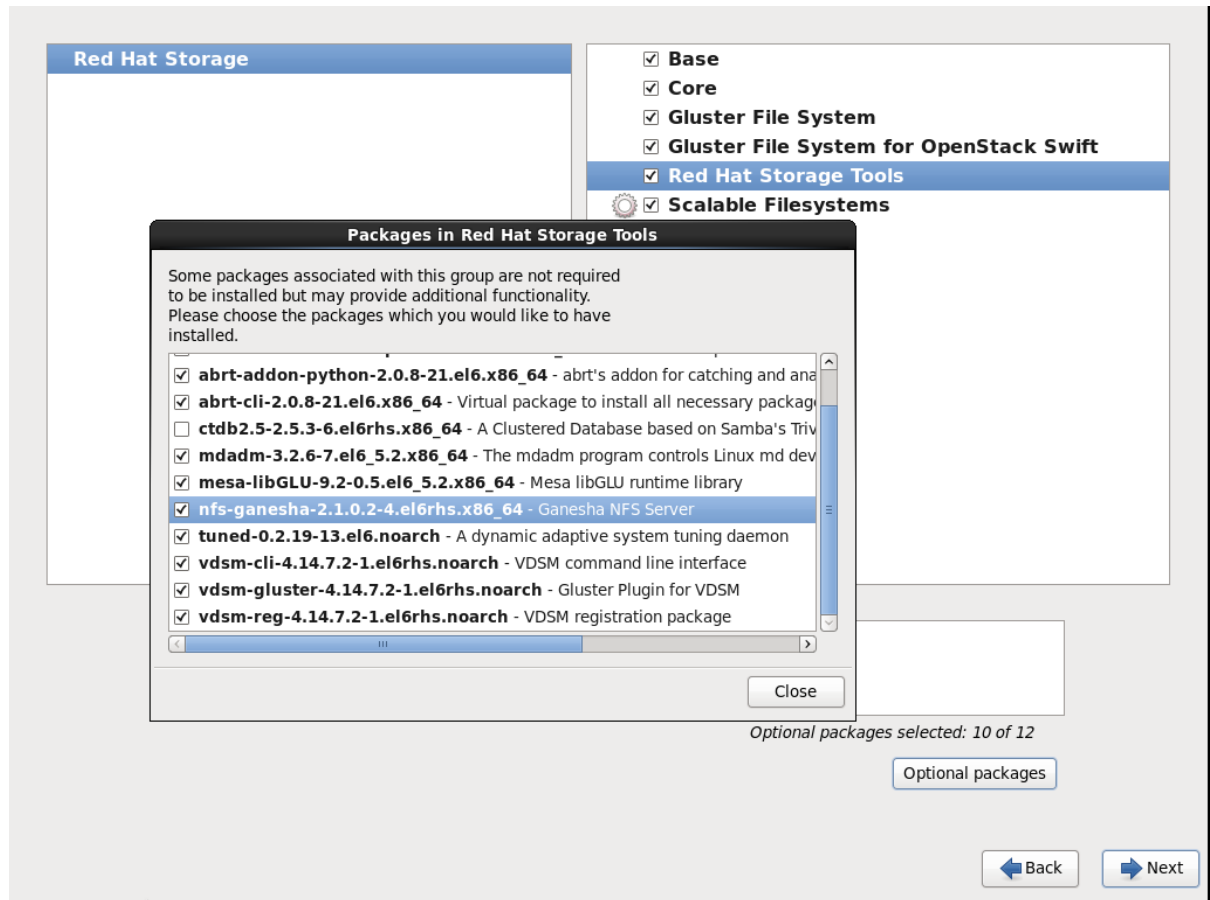 Red Hat Storage
Base
Core
Gluster File System
Gluster File System for OpenStack Swift
Red Hat Storage Tools
Scalable Filesystems
Packages in Red Hat Storage Tools
Some packages associated with this group are not required
to be installed but may provide additional functionality.
Please choose the packages which you would like to have
installed.
abrt-addon-python-2.0.8-21.el6.x86_64 - abrt's addon for catching and ana
abrt-cli-2.0.8-21.el6.x86_64 - Virtual package to install all necessary packag
ctdb2.5-2.5.3-6.el6rhs.x86_64 - A Clustered Database based on Samba's Triv
mdadm-3.2.6-7.el6_5.2.x86_64 - The mdadm program controls Linux md dev
mesa-libGLU-9.2-0.5.el6_5.2.x86_64 - Mesa libGLU runtime library
nfs-ganesha-2.1.0.2-4.el6rhs.x86_64 - Ganesha NFS Server
tuned-0.2.19-13.el6.noarch - A dynamic adaptive system tuning daemon
vdsm-cli-4.14.7.2-1.el6rhs.noarch - VDSM command line interface
vdsm-gluster-4.14.7.2-1.el6rhs.noarch - Gluster Plugin for VDSM
vdsm-reg-4.14.7.2-1.el6rhs.noarch - VDSM registration package
Close
Optional packages selected: 10 of 12
Optional packages
Back
Next